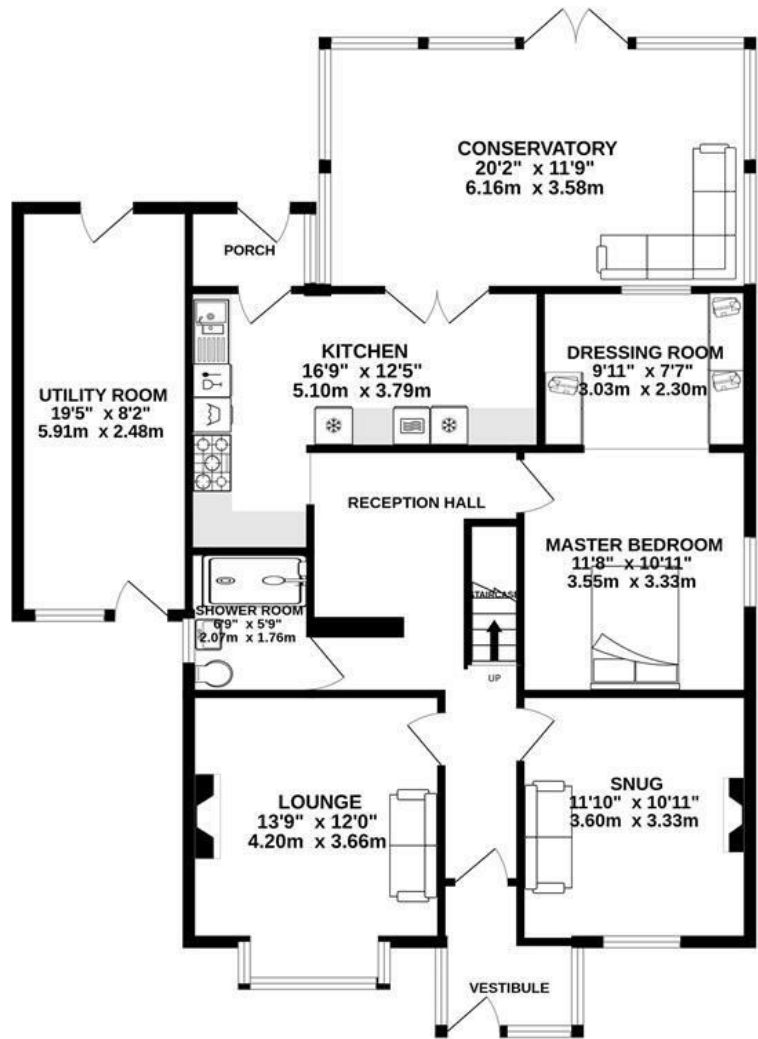 CONSERVATORY
20'2" x 11'9"
6.16m x 3.58m
PORCH
KITCHEN
16'9" x 12'5"
5.10m x 3.79m
DRESSING ROOM
9'11" x 7'7"
3.03m x 2.30m
UTILITY ROOM
19'5" x 8'2"
5.91m x 2.48m
RECEPTION HALL
MASTER BEDROOM
11'8" x 10'11"
3.55m x 3.33m
STAIRCASE
SHOWER ROOM
6'9" x 5'9"
2.07m x 1.76m
UP
LOUNGE
13'9" x 12'0"
4.20m x 3.66m
SNUG
11'10" x 10'11"
3.60m x 3.33m
VESTIBULE